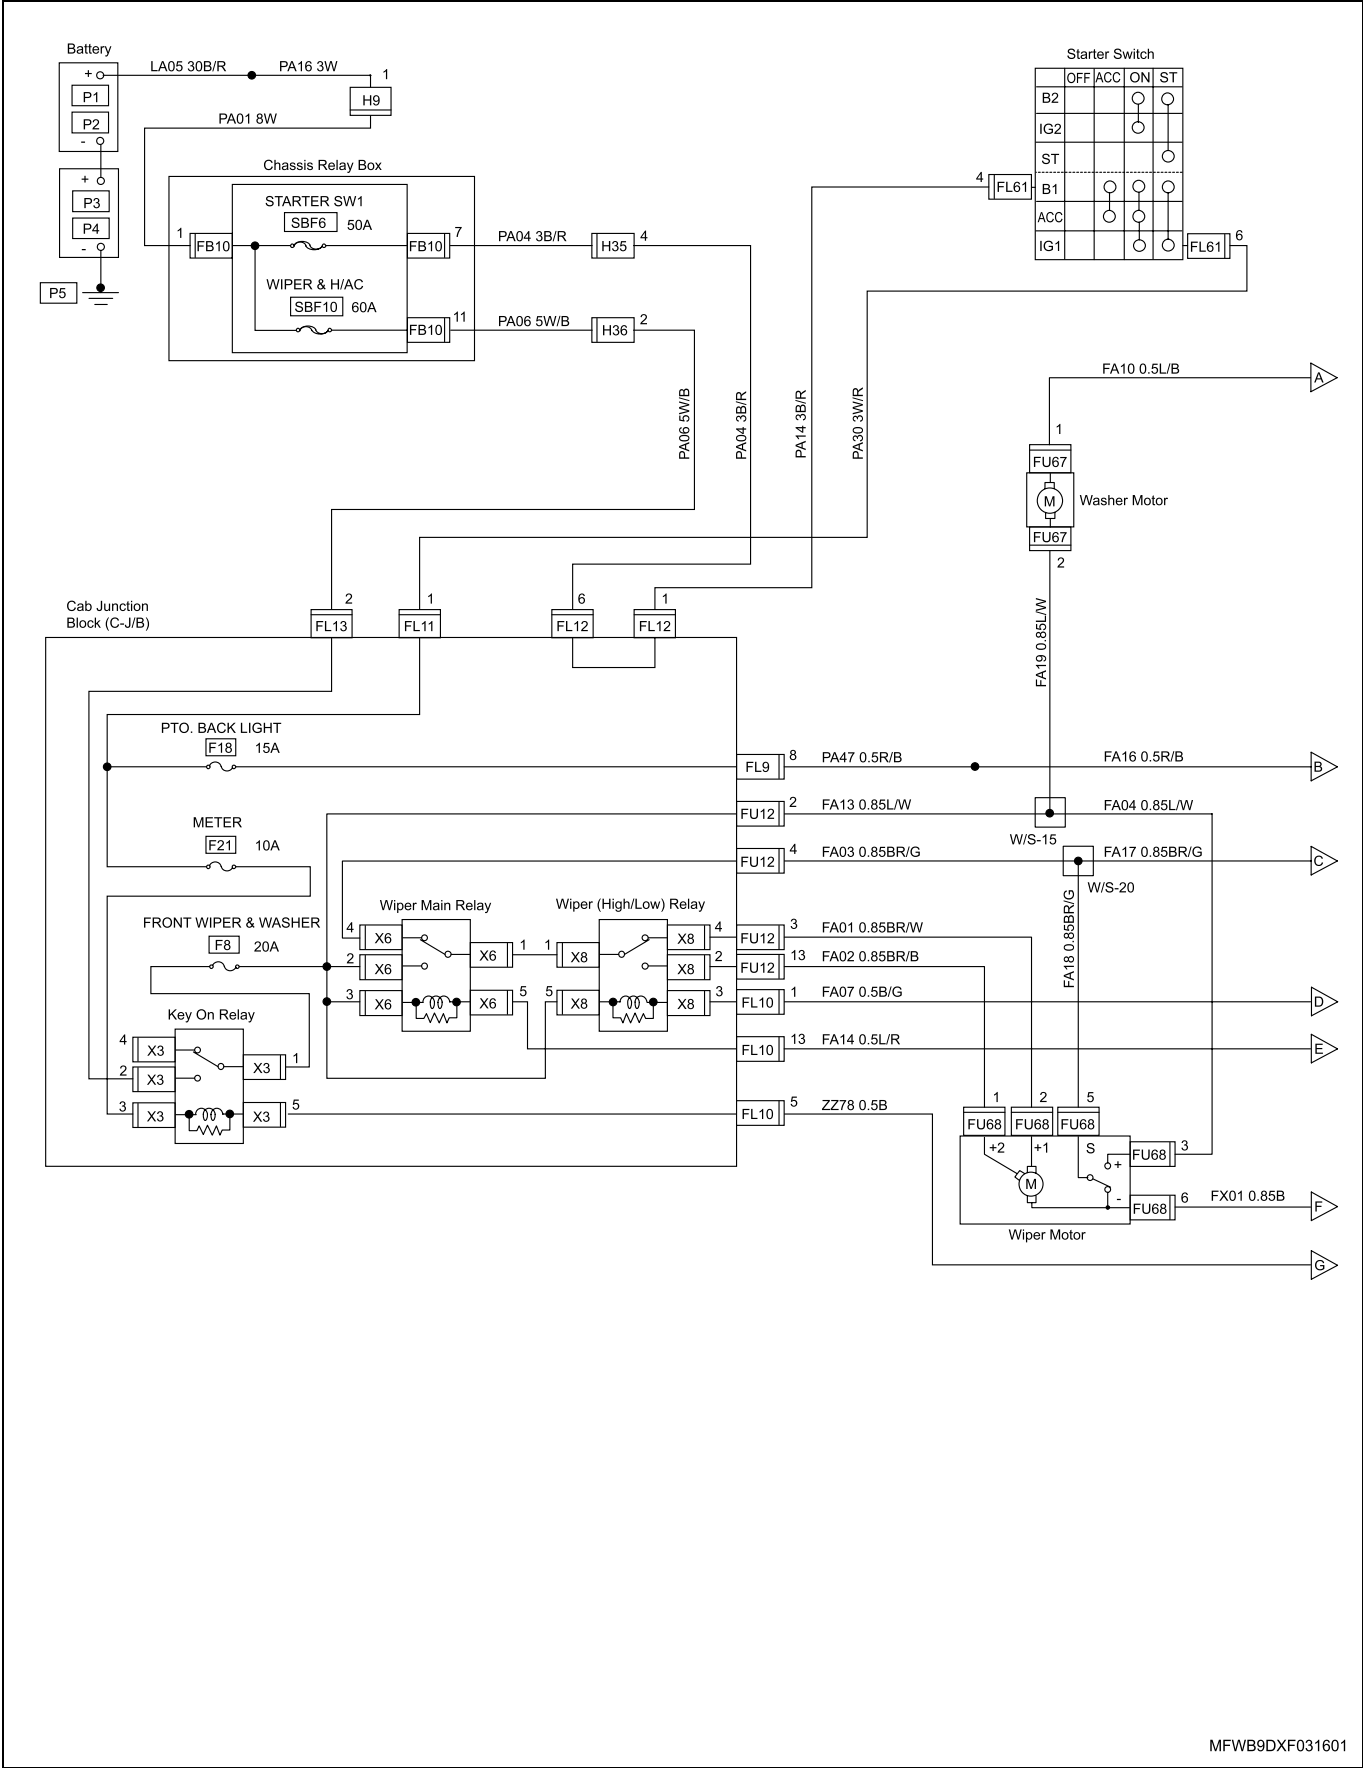 Battery
+
P1
P2
-
+
P3
P4
-
P5
LA05 30B/R
PA16 3W
1
H9
PA01 8W
Chassis Relay Box
STARTER SW1
SBF6 50A
1
FB10
FB10
7
PA04 3B/R
H35
4
WIPER & H/AC
SBF10 60A
FB10
11
PA06 5W/B
H36
2
Starter Switch
OFF ACC ON ST
B2
IG2
ST
B1
ACC
IG1
4
FL61
FL61
6
PA06 5W/B
PA04 3B/R
PA14 3B/R
PA30 3W/R
FA10 0.5L/B
A
1
FU67
M
Washer Motor
FU67
2
FA19 0.85L/W
Cab Junction
Block (C-J/B)
2
FL13
1
FL11
6
FL12
1
FL12
PTO. BACK LIGHT
F18 15A
FL9
8
PA47 0.5R/B
FA16 0.5R/B
B
FU12
2
FA13 0.85L/W
FA04 0.85L/W
W/S-15
METER
F21 10A
FU12
4
FA03 0.85BR/G
FA17 0.85BR/G
C
W/S-20
FA18 0.85BR/G
FRONT WIPER & WASHER
F8 20A
Wiper Main Relay
4
X6
2
X6
3
X6
X6
1
X6
5
Wiper (High/Low) Relay
1
X8
5
X8
X8
4
X8
2
X8
3
FU12
3
FA01 0.85BR/W
FU12
13
FA02 0.85BR/B
FL10
1
FA07 0.5B/G
D
FL10
13
FA14 0.5L/R
E
Key On Relay
4
X3
2
X3
3
X3
X3
1
X3
5
FL10
5
ZZ78 0.5B
1
FU68
2
FU68
5
FU68
+2
+1
S
M
+
-
FU68
3
FU68
6
FX01 0.85B
F
Wiper Motor
G
MFWB9DXF031601